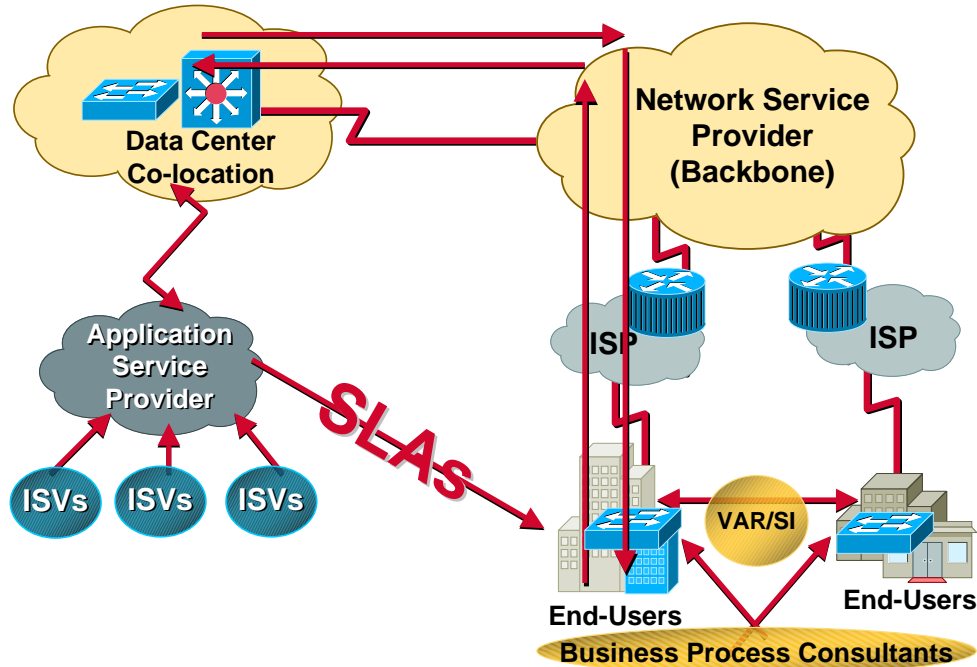 Data Center
Co-location
Network Service
Provider
(Backbone)
Application
Service
Provider
ISP
ISP
SLAs
ISVs
ISVs
ISVs
VAR/SI
End-Users
End-Users
Business Process Consultants